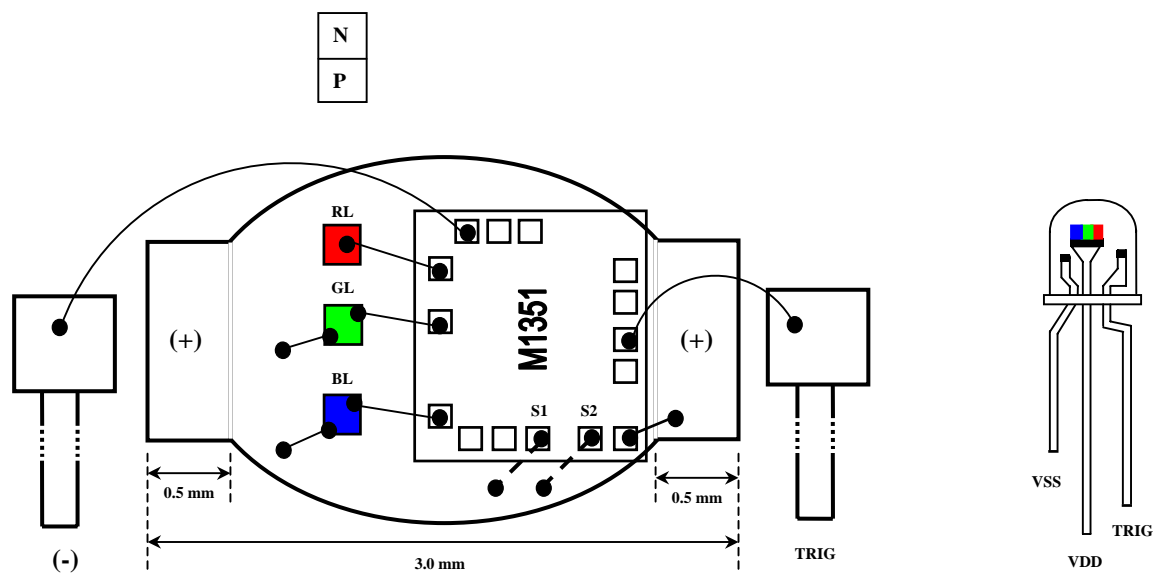 N
P
RL
GL
BL
(+)
M1351
(+)
S1 S2
0.5 mm
0.5 mm
3.0 mm
(-)
TRIG
VSS
TRIG
VDD